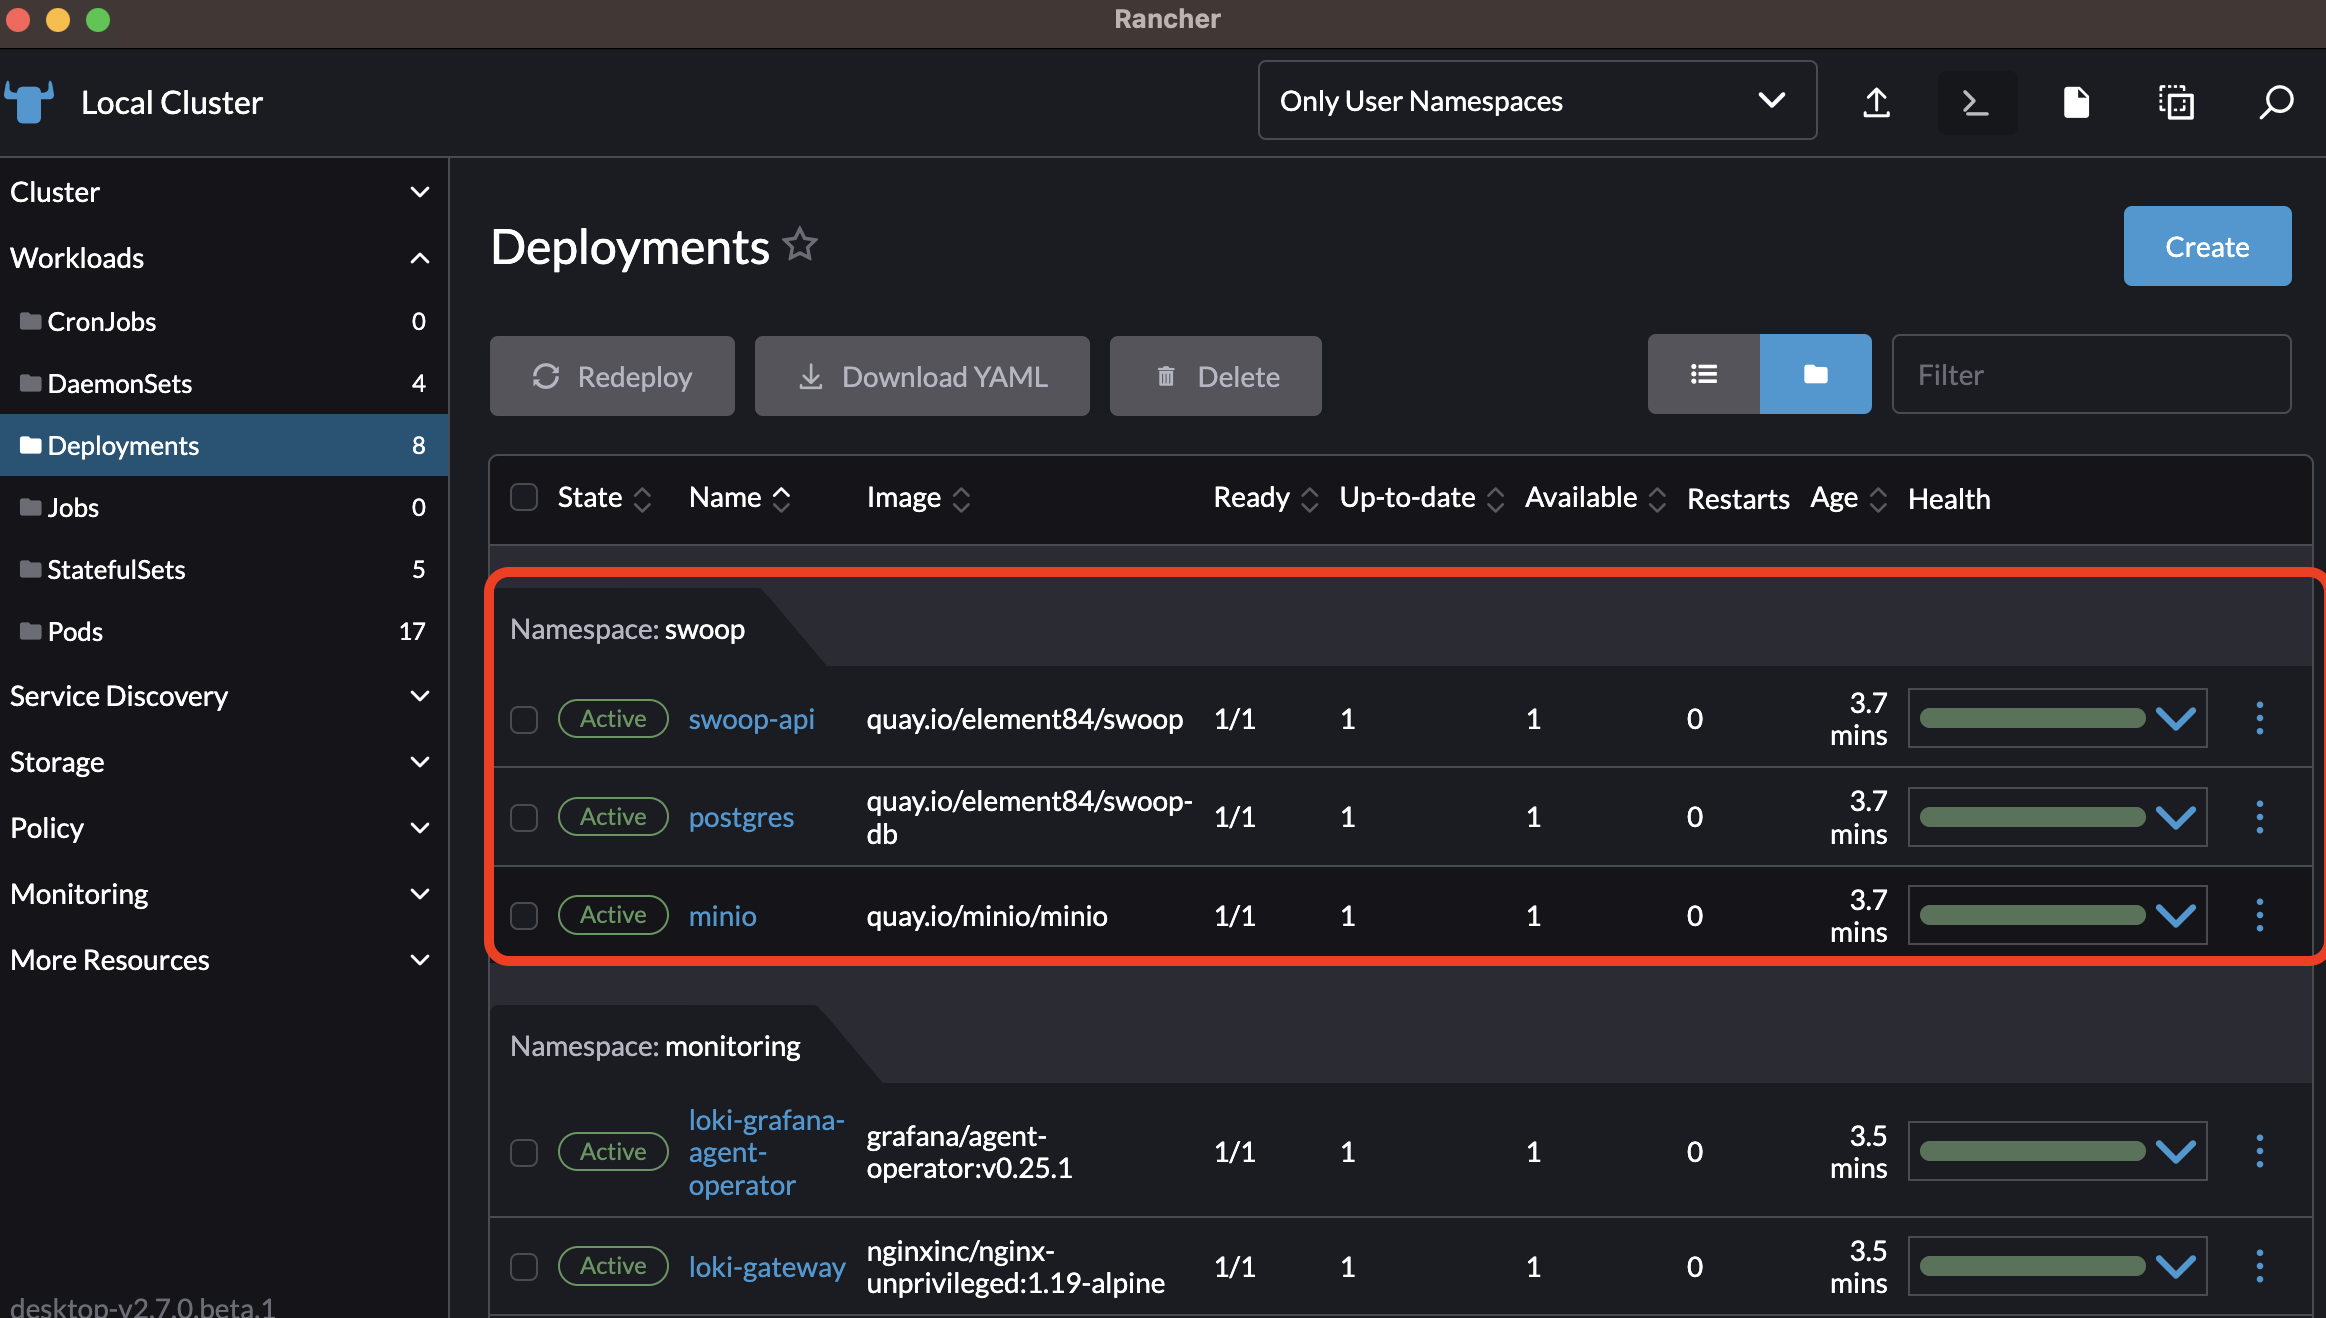 Rancher
Local Cluster
Only User Namespaces
Cluster
Workloads
CronJobs 0
DaemonSets 4
Deployments 8
Jobs 0
StatefulSets 5
Pods 17
Service Discovery
Storage
Policy
Monitoring
More Resources
desktop-v2.7.0.beta.1
Deployments
Create
Redeploy
Download YAML
Delete
Filter
State Name Image Ready Up-to-date Available Restarts Age Health
Namespace: swoop
Active swoop-api quay.io/element84/swoop 1/1 1 1 0 3.7 mins
Active postgres quay.io/element84/swoop-db 1/1 1 1 0 3.7 mins
Active minio quay.io/minio/minio 1/1 1 1 0 3.7 mins
Namespace: monitoring
Active loki-grafana-agent-operator grafana/agent-operator:v0.25.1 1/1 1 1 0 3.5 mins
Active loki-gateway nginxinc/nginx-unprivileged:1.19-alpine 1/1 1 1 0 3.5 mins